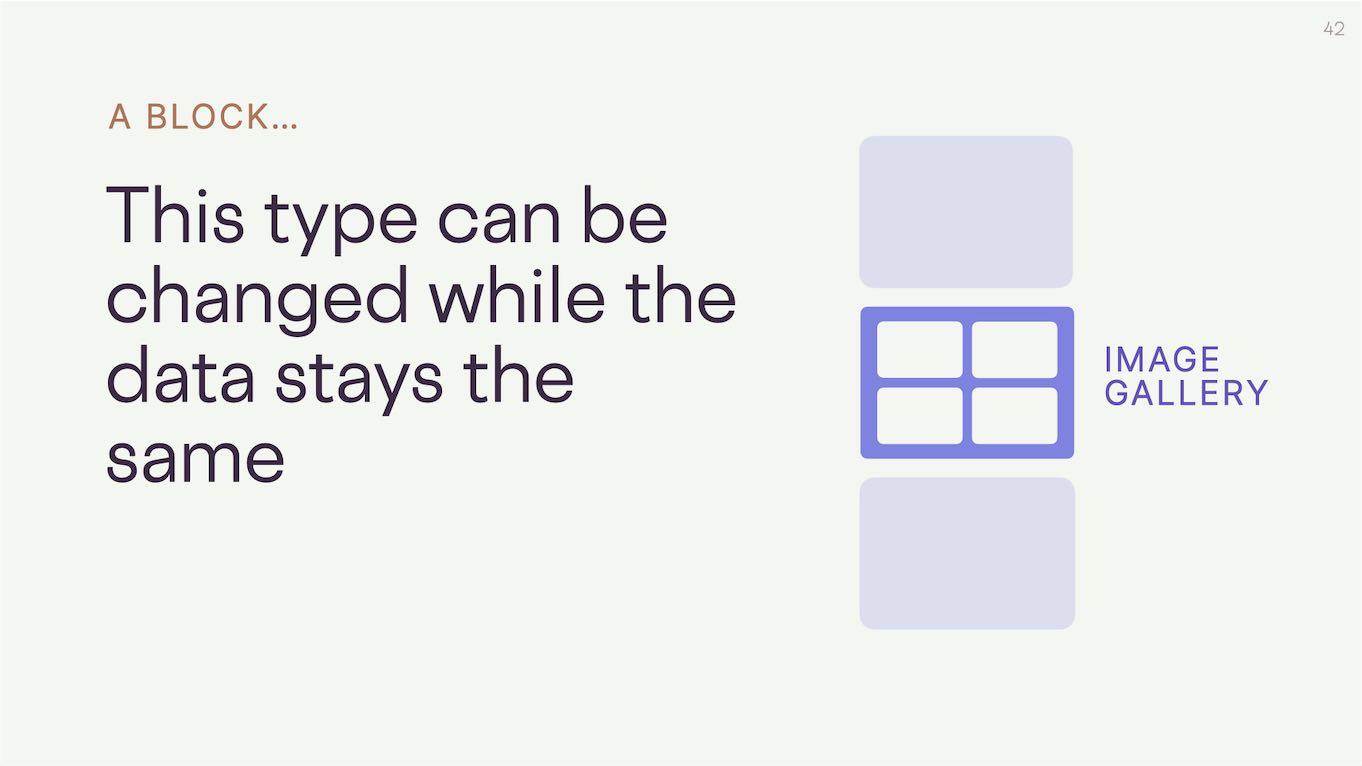 42
A BLOCK...
This type can be
changed while the
data stays the
same
IMAGE
GALLERY